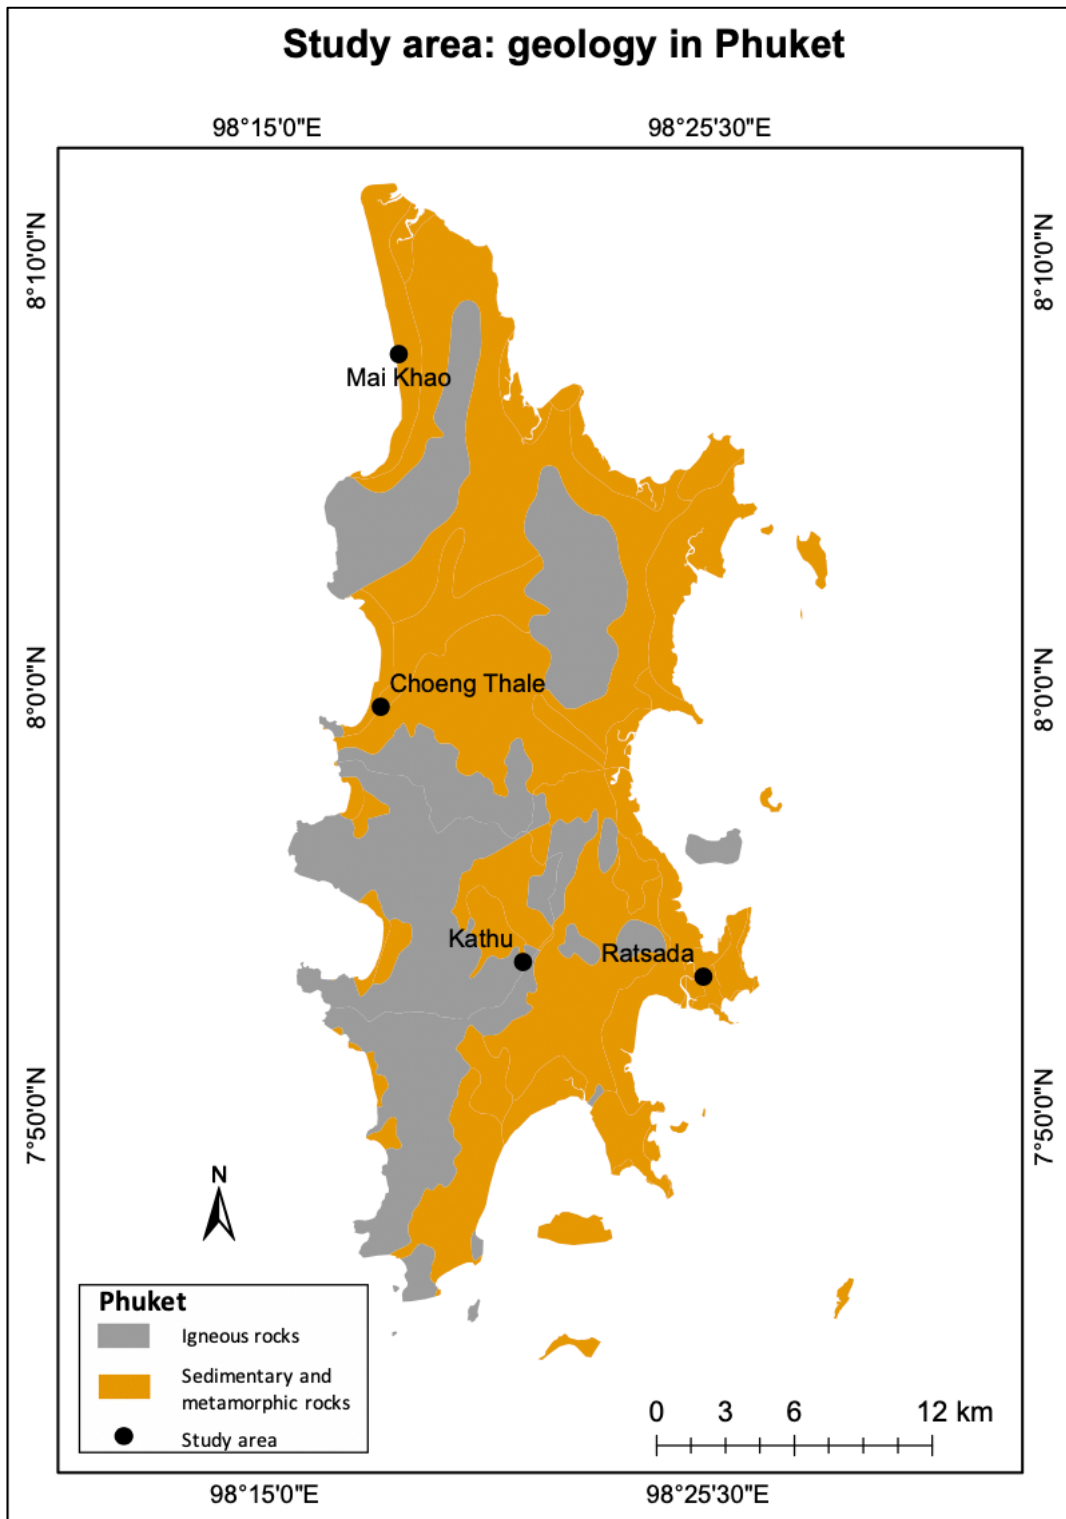 Study area: geology in Phuket
98°15'0"E
98°25'30"E
8°10'0"N
8°10'0"N
Mai Khao
8°0'0"N
8°0'0"N
Choeng Thale
Kathu
Ratsada
7°50'0"N
7°50'0"N
N
Phuket
Igneous rocks
Sedimentary and
metamorphic rocks
Study area
0 3 6 12 km
98°15'0"E
98°25'30"E